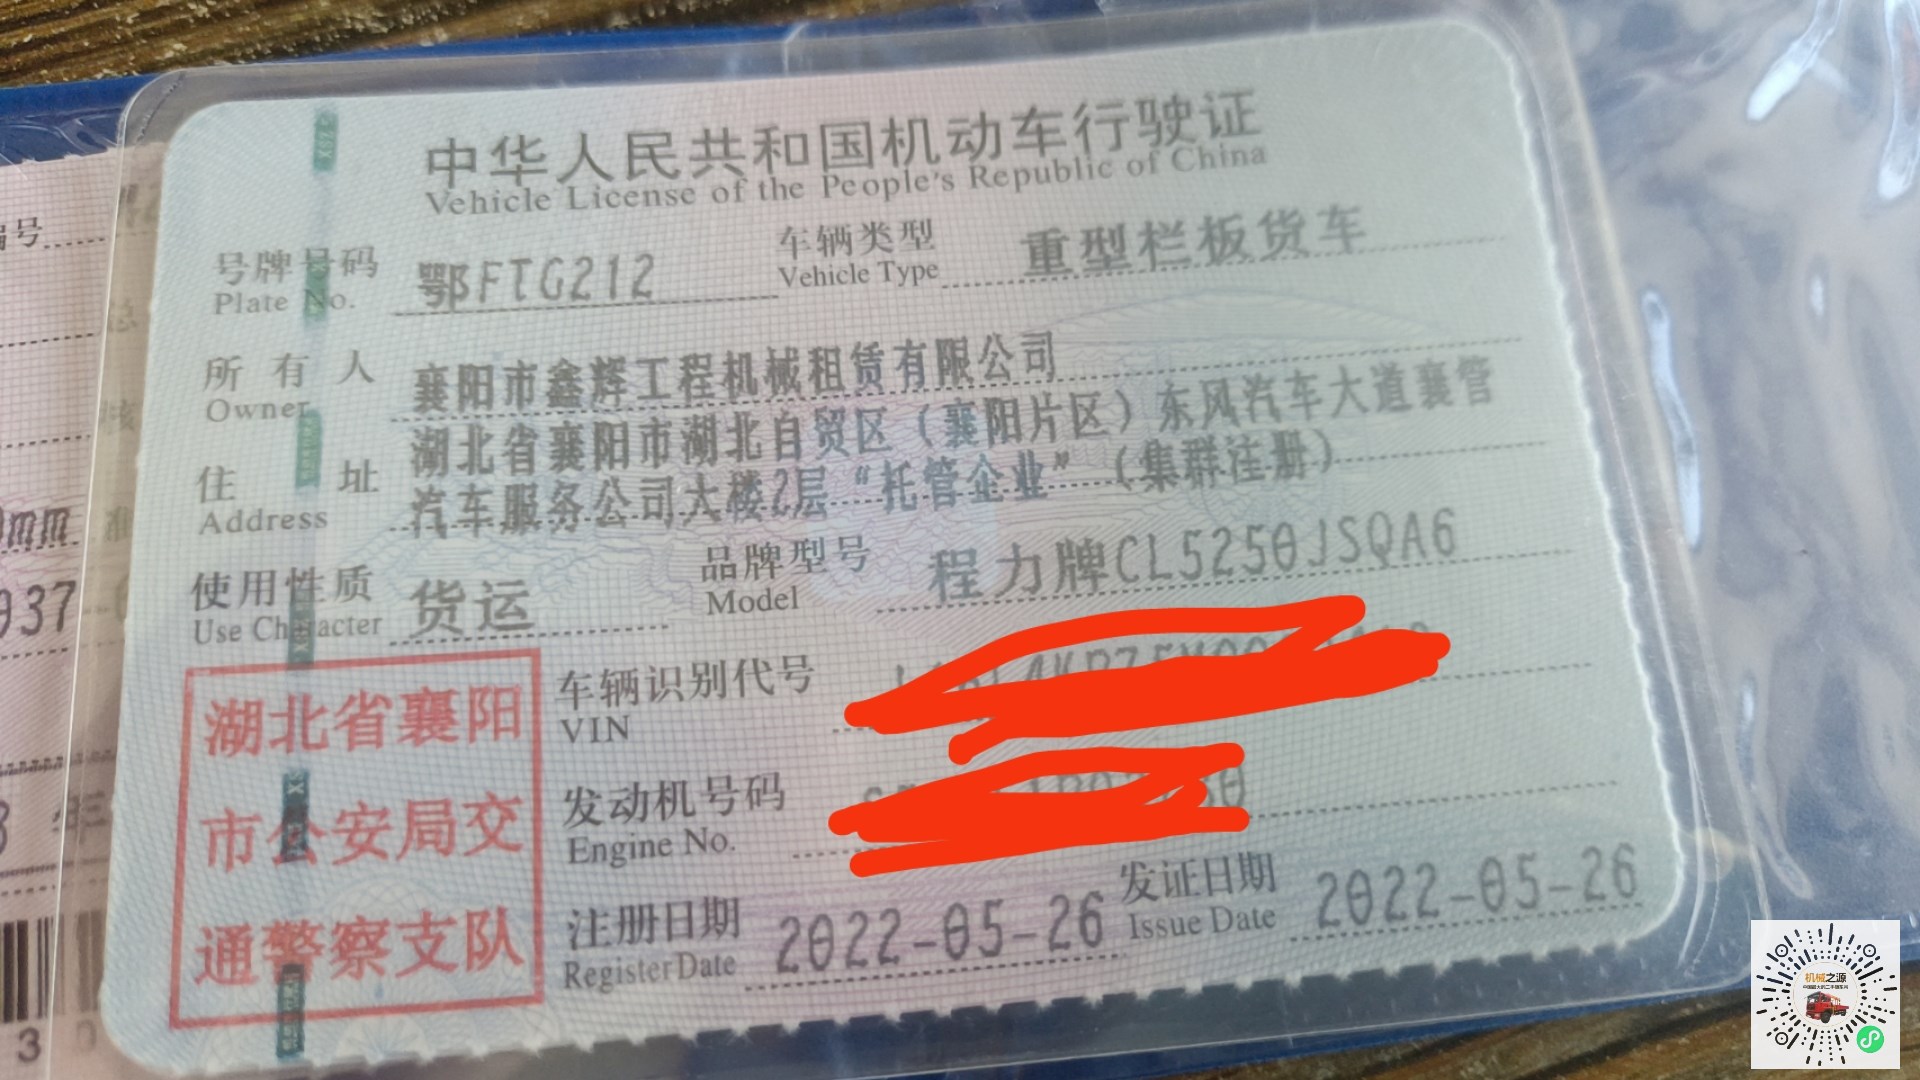 中华人民共和国机动车行驶证
Vehicle License of the People's Republic of China
号牌号码 鄂FTG212 车辆类型 重型栏板货车
Plate No. Vehicle Type
所有人 襄阳市鑫辉工程机械租赁有限公司
Owner
湖北省襄阳市湖北自贸区（襄阳片区）东风汽车大道襄管
住址 汽车服务公司大楼2层“托管企业”（集群注册）
Address
使用性质 货运 品牌型号 程力牌CL5250JSQA6
Use Character Model
车辆识别代号
VIN
发动机号码
Engine No.
注册日期 2022-05-26 发证日期 2022-05-26
Register Date Issue Date
湖北省襄阳
市公安局交
通警察支队
编号
mm
937
年
3
机械之源